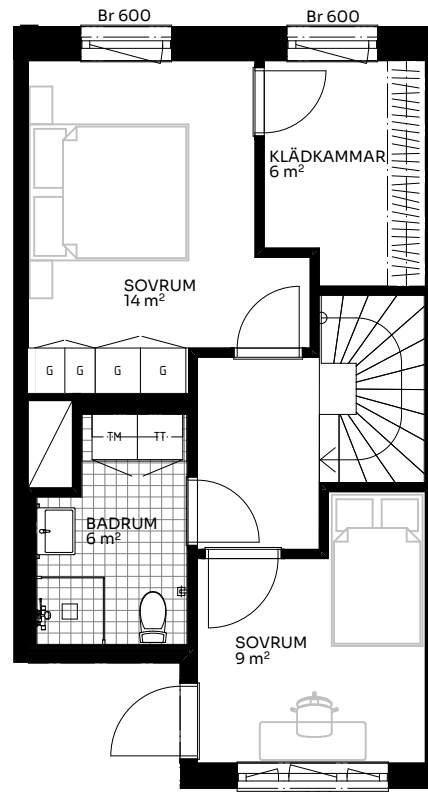 Br 600
Br 600
KLÄDKAMMAR
6 m²
SOVRUM
14 m²
G
G
G
G
TM
TT
BADRUM
6 m²
SOVRUM
9 m²